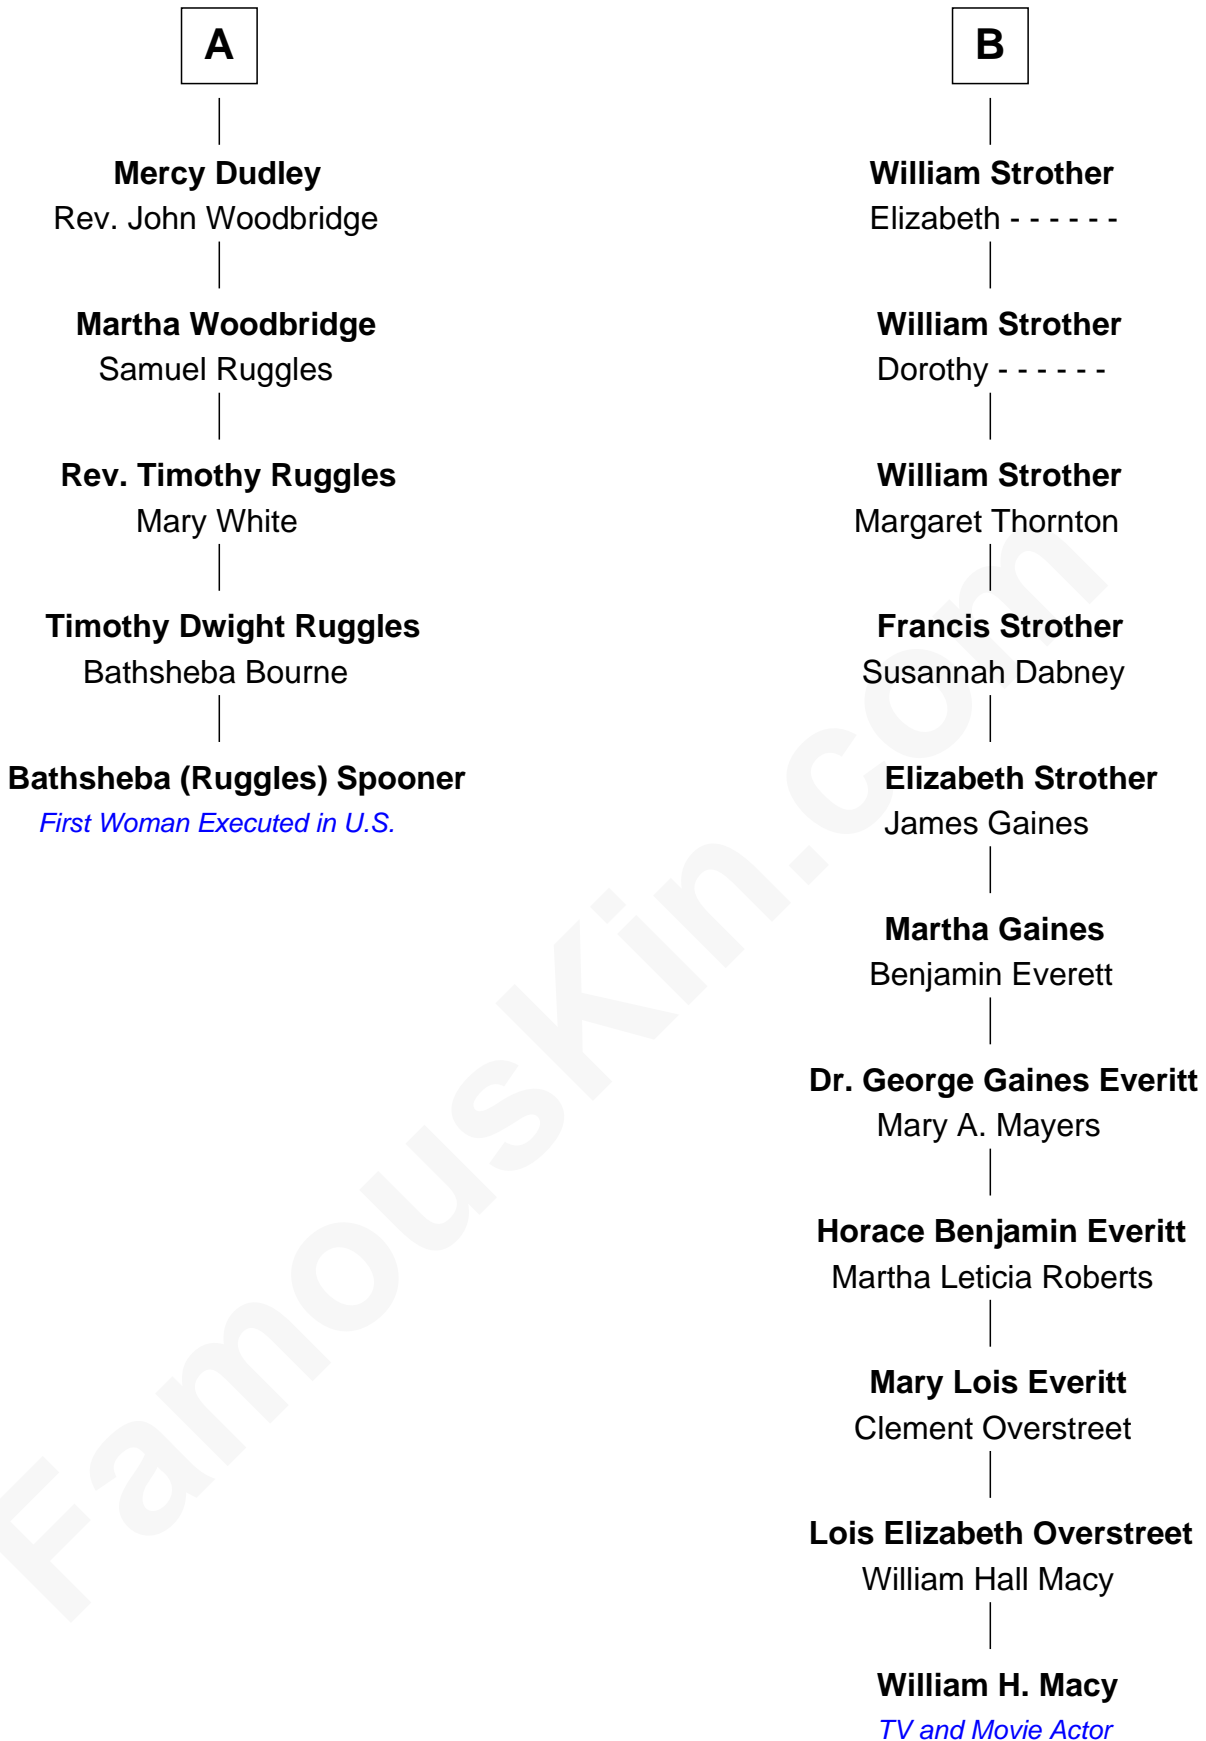 A
Mercy Dudley
Rev. John Woodbridge
Martha Woodbridge
Samuel Ruggles
Rev. Timothy Ruggles
Mary White
Timothy Dwight Ruggles
Bathsheba Bourne
Bathsheba (Ruggles) Spooner
First Woman Executed in U.S.
B
William Strother
Elizabeth - - - - - -
William Strother
Dorothy - - - - - -
William Strother
Margaret Thornton
Francis Strother
Susannah Dabney
Elizabeth Strother
James Gaines
Martha Gaines
Benjamin Everett
Dr. George Gaines Everitt
Mary A. Mayers
Horace Benjamin Everitt
Martha Leticia Roberts
Mary Lois Everitt
Clement Overstreet
Lois Elizabeth Overstreet
William Hall Macy
William H. Macy
TV and Movie Actor
FamousKin.com